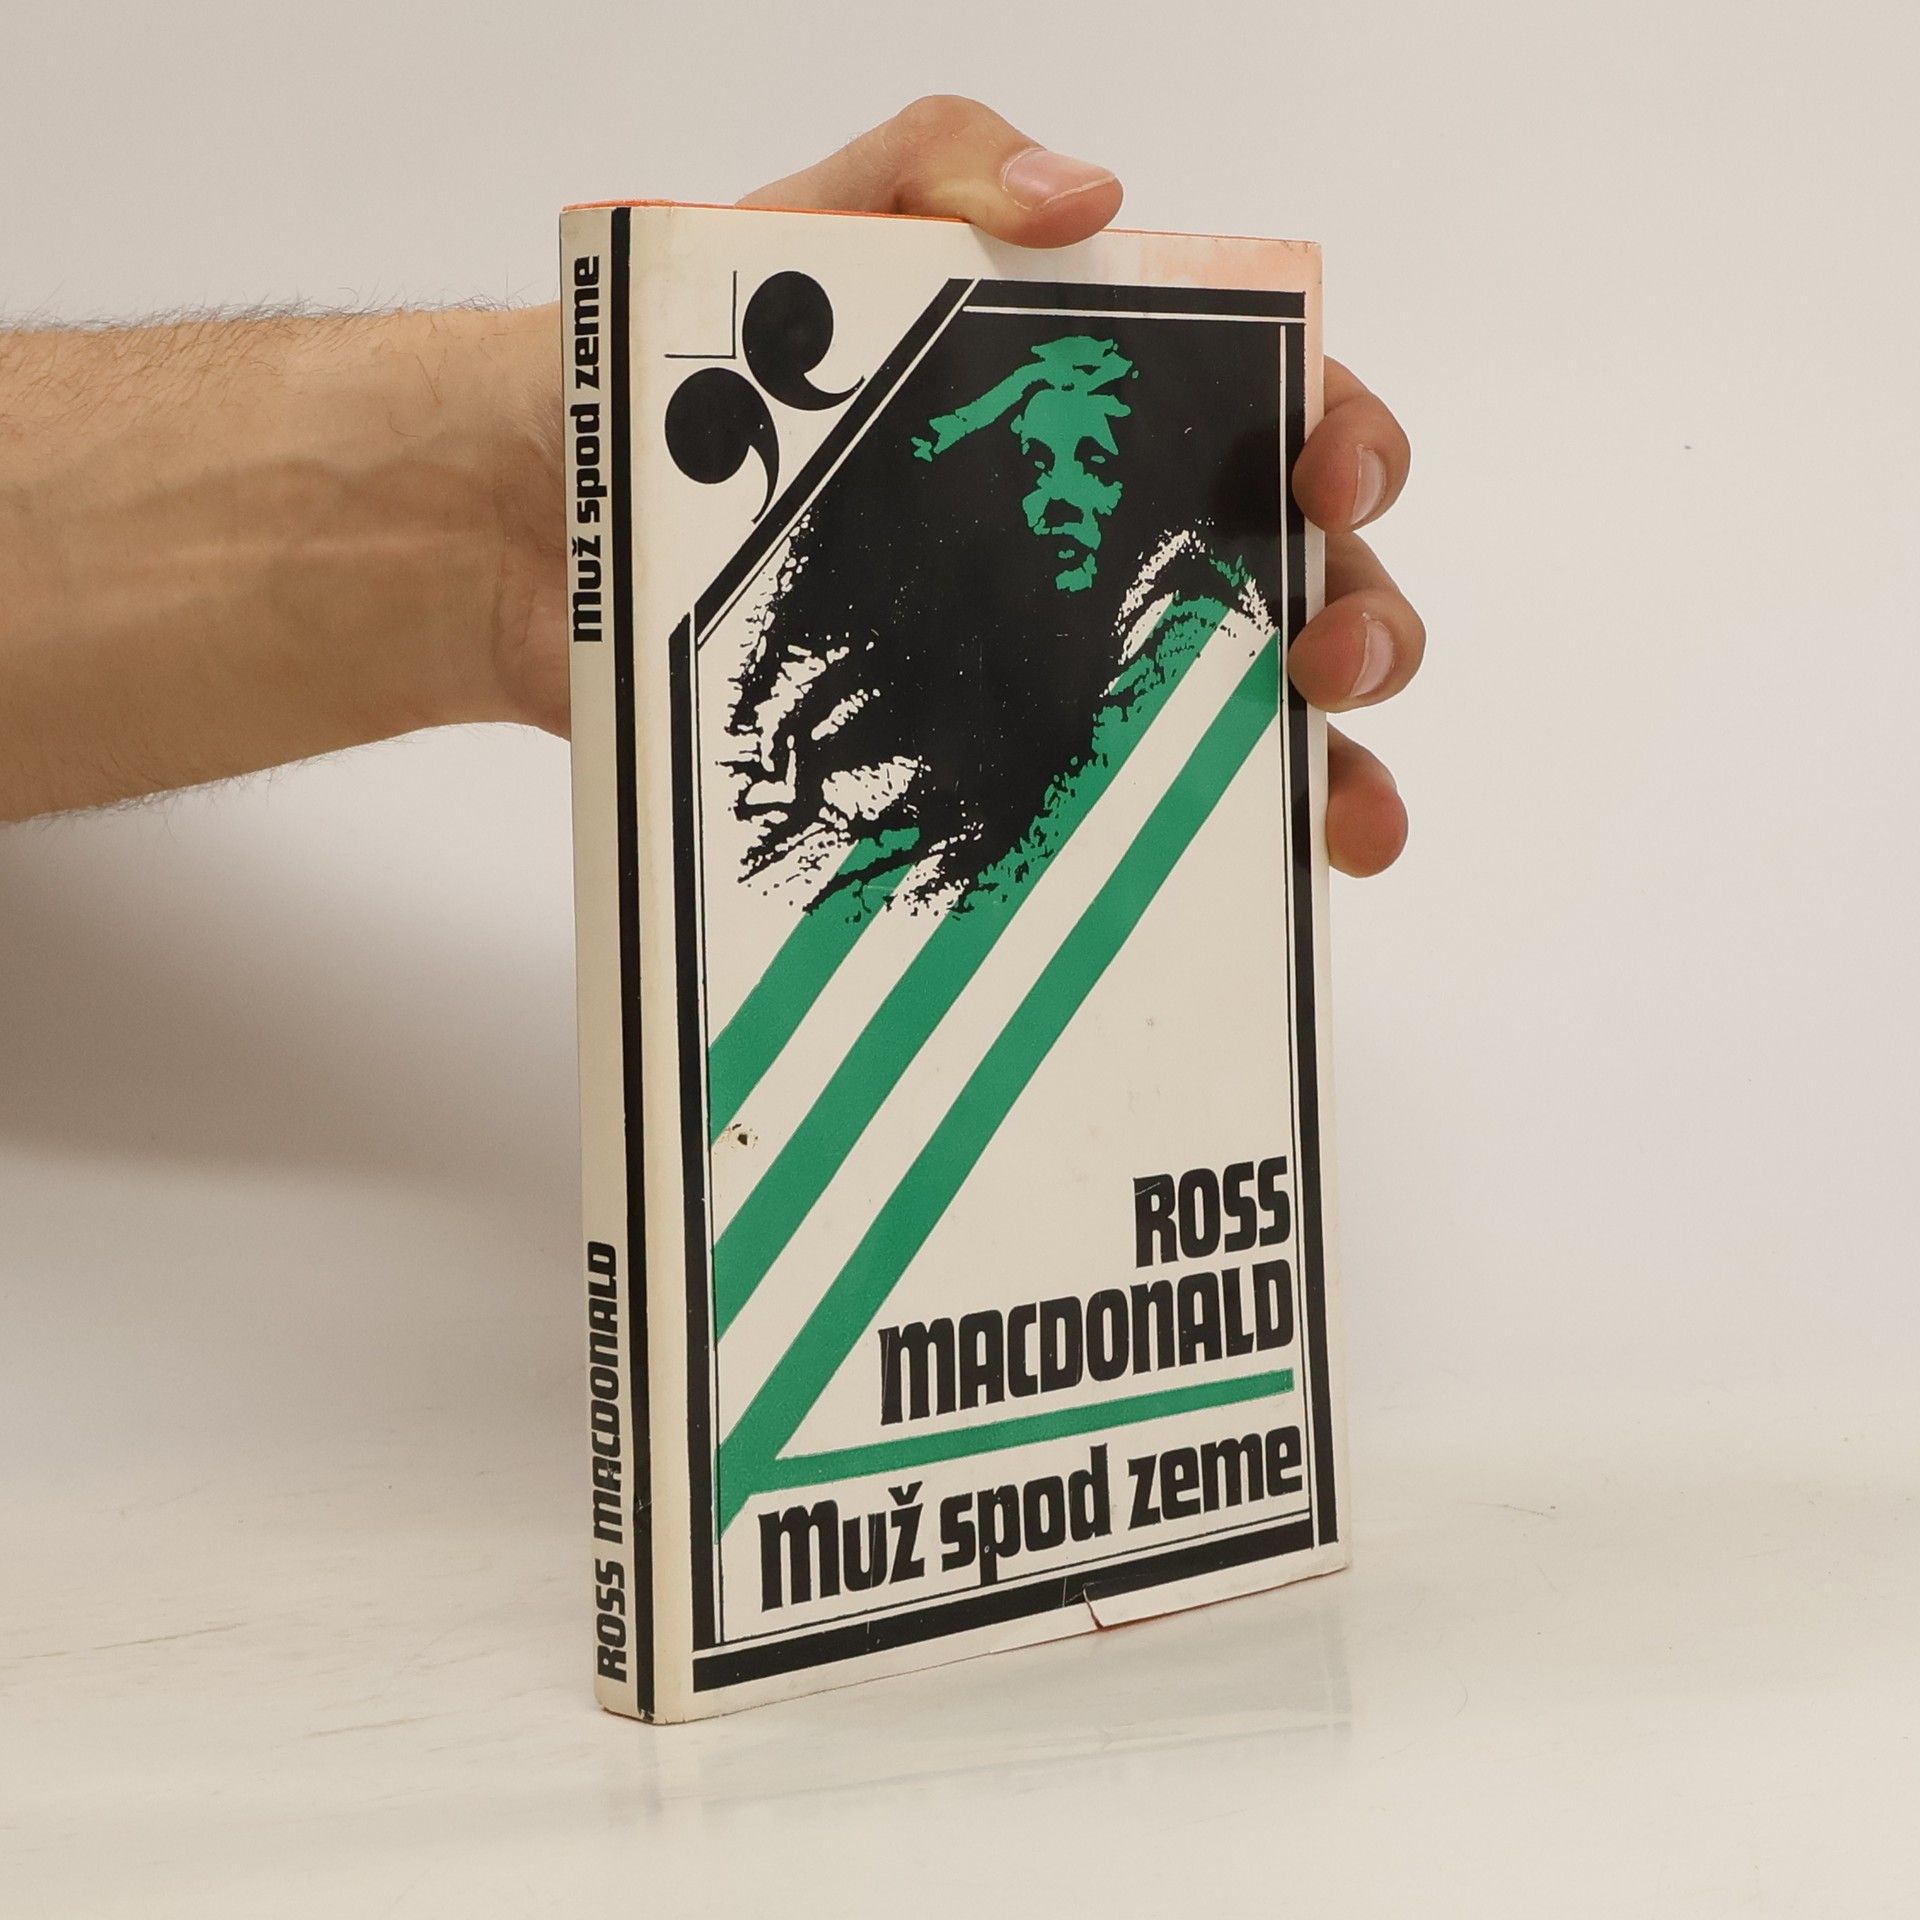 muž spod zeme
ROSS MACDONALD
ROSS
MACDONALD
muž spod zeme